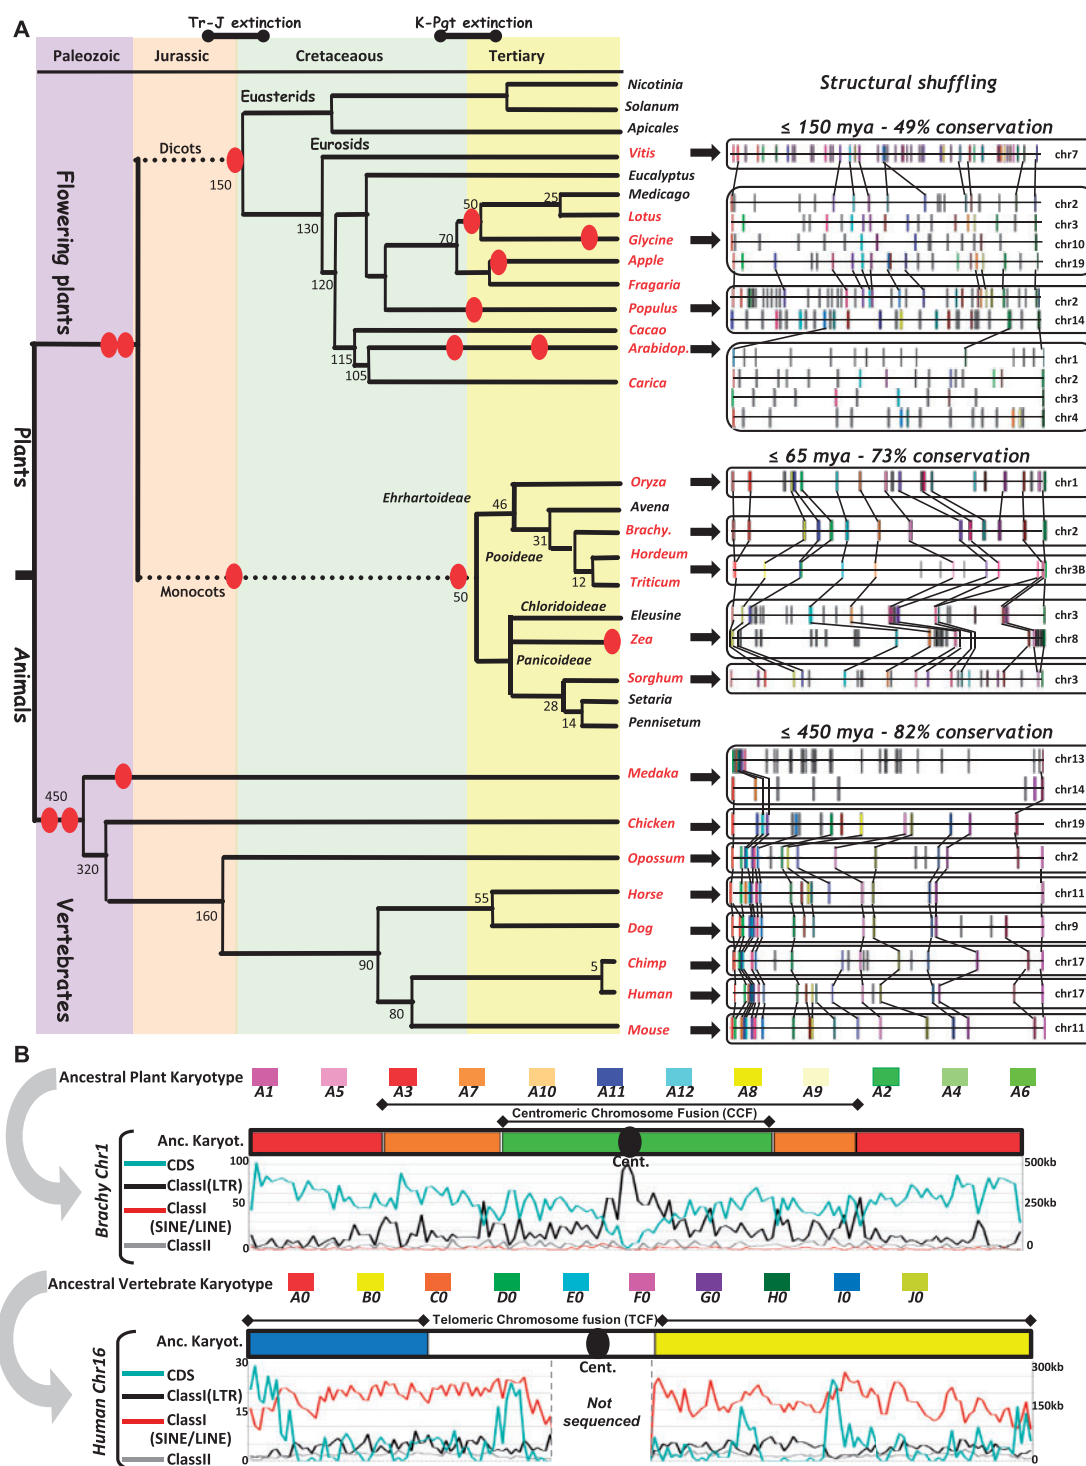 A
Tr-J extinction
K-Pgt extinction
Paleozoic
Jurassic
Cretaceaous
Tertiary
Structural shuffling
Flowering plants
Plants
Animals
Vertebrates
Euasterids
Dicots
Eurosids
Monocots
Ehrhartoideae
Pooideae
Chloridoideae
Panicoideae
150
130
120
115
105
70
50
25
50
46
31
12
28
14
450
320
160
90
80
55
5
Nicotinia
Solanum
Apicales
Vitis
Eucalyptus
Medicago
Lotus
Glycine
Apple
Fragaria
Populus
Cacao
Arabidop.
Carica
Oryza
Avena
Brachy.
Hordeum
Triticum
Eleusine
Zea
Sorghum
Setaria
Pennisetum
Medaka
Chicken
Opossum
Horse
Dog
Chimp
Human
Mouse
≤ 150 mya - 49% conservation
chr7
chr2
chr3
chr10
chr19
chr2
chr14
chr1
chr2
chr3
chr4
≤ 65 mya - 73% conservation
chr1
chr2
chr3B
chr3
chr8
chr3
≤ 450 mya - 82% conservation
chr13
chr14
chr19
chr2
chr11
chr9
chr17
chr17
chr11
B
Ancestral Plant Karyotype
A1 A5 A3 A7 A10 A11 A12 A8 A9 A2 A4 A6
Centromeric Chromosome Fusion (CCF)
Brachy Chr1
Anc. Karyot.
Cent.
CDS
ClassI(LTR)
ClassI
(SINE/LINE)
ClassII
100
50
0
500kb
250kb
0
Ancestral Vertebrate Karyotype
A0 B0 C0 D0 E0 F0 G0 H0 I0 J0
Telomeric Chromosome fusion (TCF)
Human Chr16
Anc. Karyot.
Cent.
CDS
ClassI(LTR)
ClassI
(SINE/LINE)
ClassII
30
15
0
Not
sequenced
300kb
150kb
0